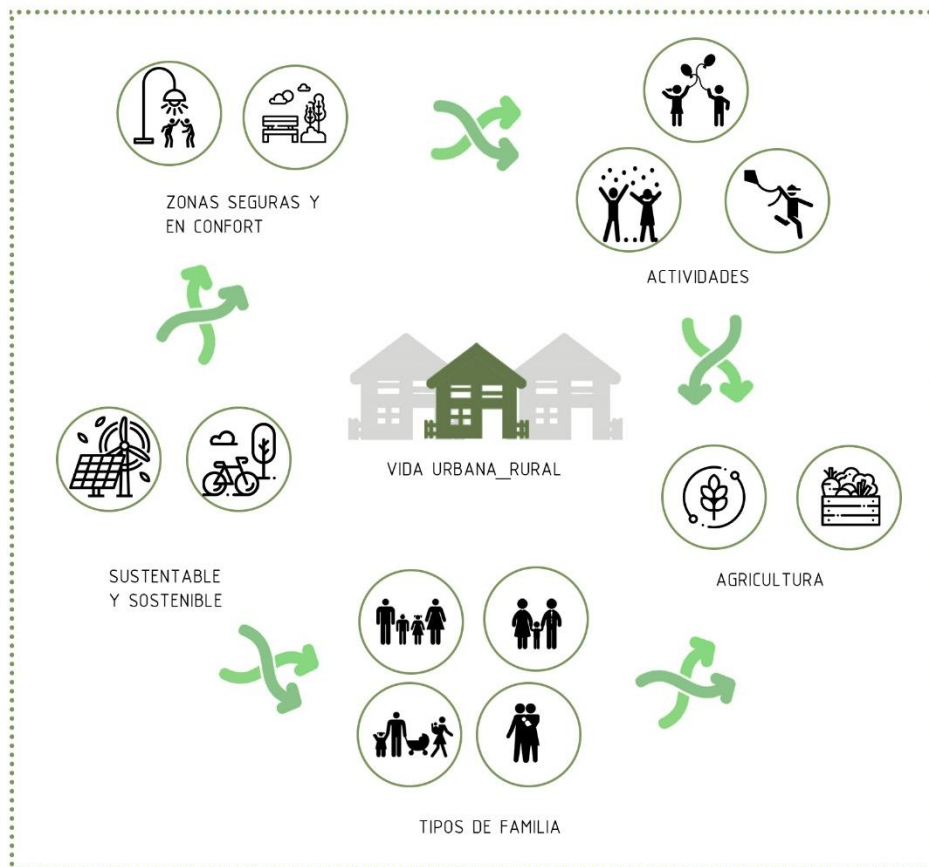 ZONAS SEGURAS Y
EN CONFORT
ACTIVIDADES
VIDA URBANA_RURAL
SUSTENTABLE
Y SOSTENIBLE
AGRICULTURA
TIPOS DE FAMILIA